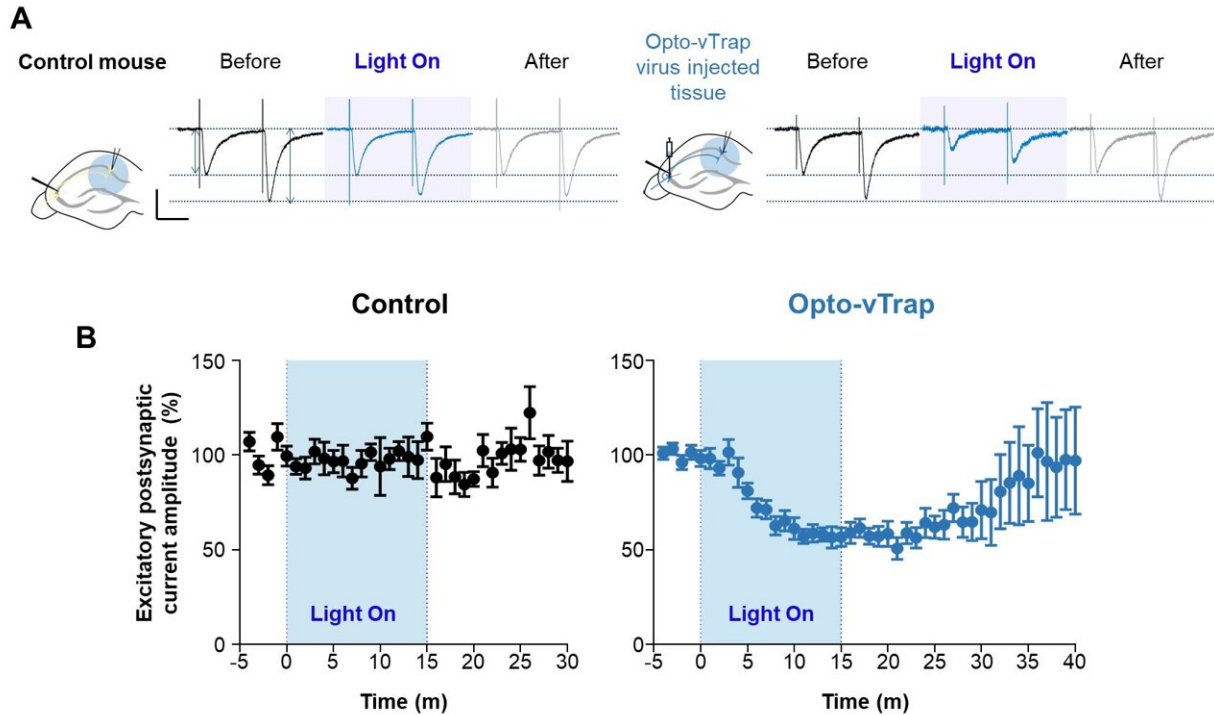 A
Control mouse
Before
Light On
After
Opto-vTrap
virus injected
tissue
Before
Light On
After
B
Control
Excitatory postsynaptic
current amplitude (%)
150
100
50
0
Light On
-5 0 5 10 15 20 25 30
Time (m)
Opto-vTrap
150
100
50
0
Light On
-5 0 5 10 15 20 25 30 35 40
Time (m)